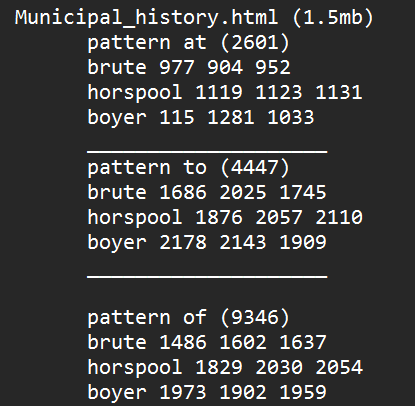 Municipal_history.html (1.5mb)
pattern at (2601)
brute 977 904 952
horspool 1119 1123 1131
boyer 115 1281 1033
____________________
pattern to (4447)
brute 1686 2025 1745
horspool 1876 2057 2110
boyer 2178 2143 1909
____________________
pattern of (9346)
brute 1486 1602 1637
horspool 1829 2030 2054
boyer 1973 1902 1959